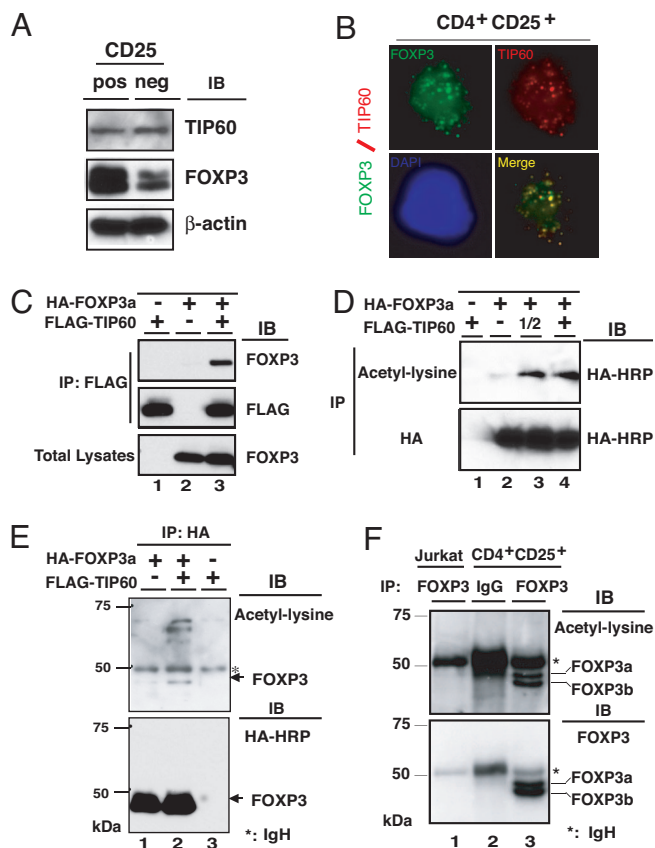 A
CD25
pos neg IB
TIP60
FOXP3
β-actin
B
CD4+ CD25+
FOXP3 / TIP60
FOXP3
TIP60
DAPI
Merge
C
HA-FOXP3a - + +
FLAG-TIP60 + - +
IB
IP: FLAG
FOXP3
FLAG
Total Lysates
FOXP3
1 2 3
D
HA-FOXP3a - + + +
FLAG-TIP60 + - 1/2 +
IB
IP
Acetyl-lysine
HA-HRP
HA
HA-HRP
1 2 3 4
E
IP: HA
HA-FOXP3a + + -
FLAG-TIP60 - + +
IB
75
Acetyl-lysine
50
*
FOXP3
75
IB
HA-HRP
50
FOXP3
kDa
1 2 3
*: IgH
F
Jurkat CD4+CD25+
IP: FOXP3 IgG FOXP3
IB
75
Acetyl-lysine
50
*
FOXP3a
FOXP3b
75
IB
FOXP3
50
*
FOXP3a
FOXP3b
1 2 3
*: IgH